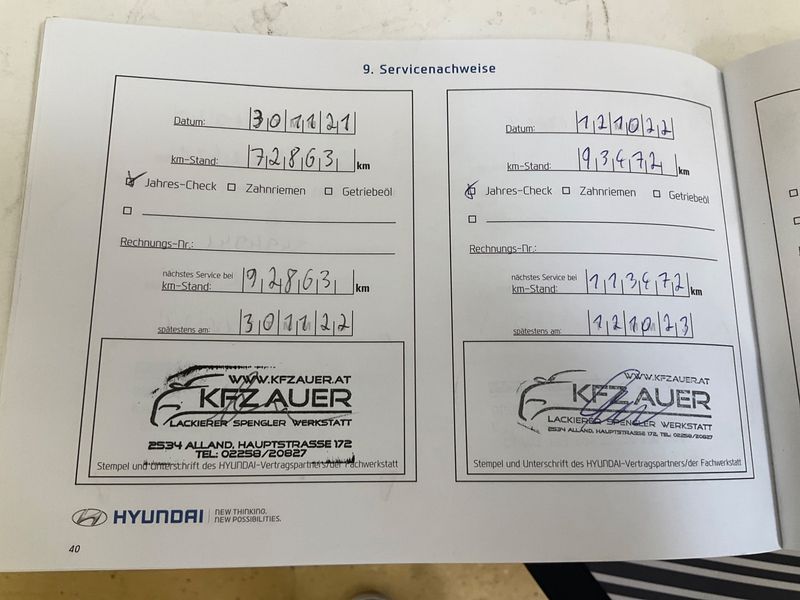 9. Servicenachweise
Datum: 30 11 21
km-Stand: 72863 km
Jahres-Check Zahnriemen Getriebeöl
Rechnungs-Nr.:
nächstes Service bei
km-Stand: 92863 km
spätestens am: 30 11 22
WWW.KFZAUER.AT
KFZ AUER
LACKIERER SPENGLER WERKSTATT
2534 ALLAND, HAUPTSTRASSE 172
TEL: 02258/20827
Stempel und Unterschrift des HYUNDAI-Vertragspartners/der Fachwerkstatt
Datum: 12 10 22
km-Stand: 93472 km
Jahres-Check Zahnriemen Getriebeöl
Rechnungs-Nr.:
nächstes Service bei
km-Stand: 113472 km
spätestens am: 12 10 23
WWW.KFZAUER.AT
KFZ AUER
LACKIERER SPENGLER WERKSTATT
2534 ALLAND, HAUPTSTRASSE 172, TEL: 02258/20827
Stempel und Unterschrift des HYUNDAI-Vertragspartners/der Fachwerkstatt
HYUNDAI
NEW THINKING.
NEW POSSIBILITIES.
40